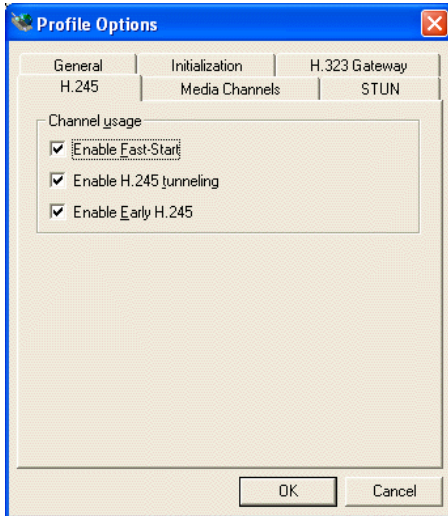 Profile Options
General Initialization H.323 Gateway
H.245 Media Channels STUN
Channel usage
Enable Fast-Start
Enable H.245 tunneling
Enable Early H.245
OK Cancel